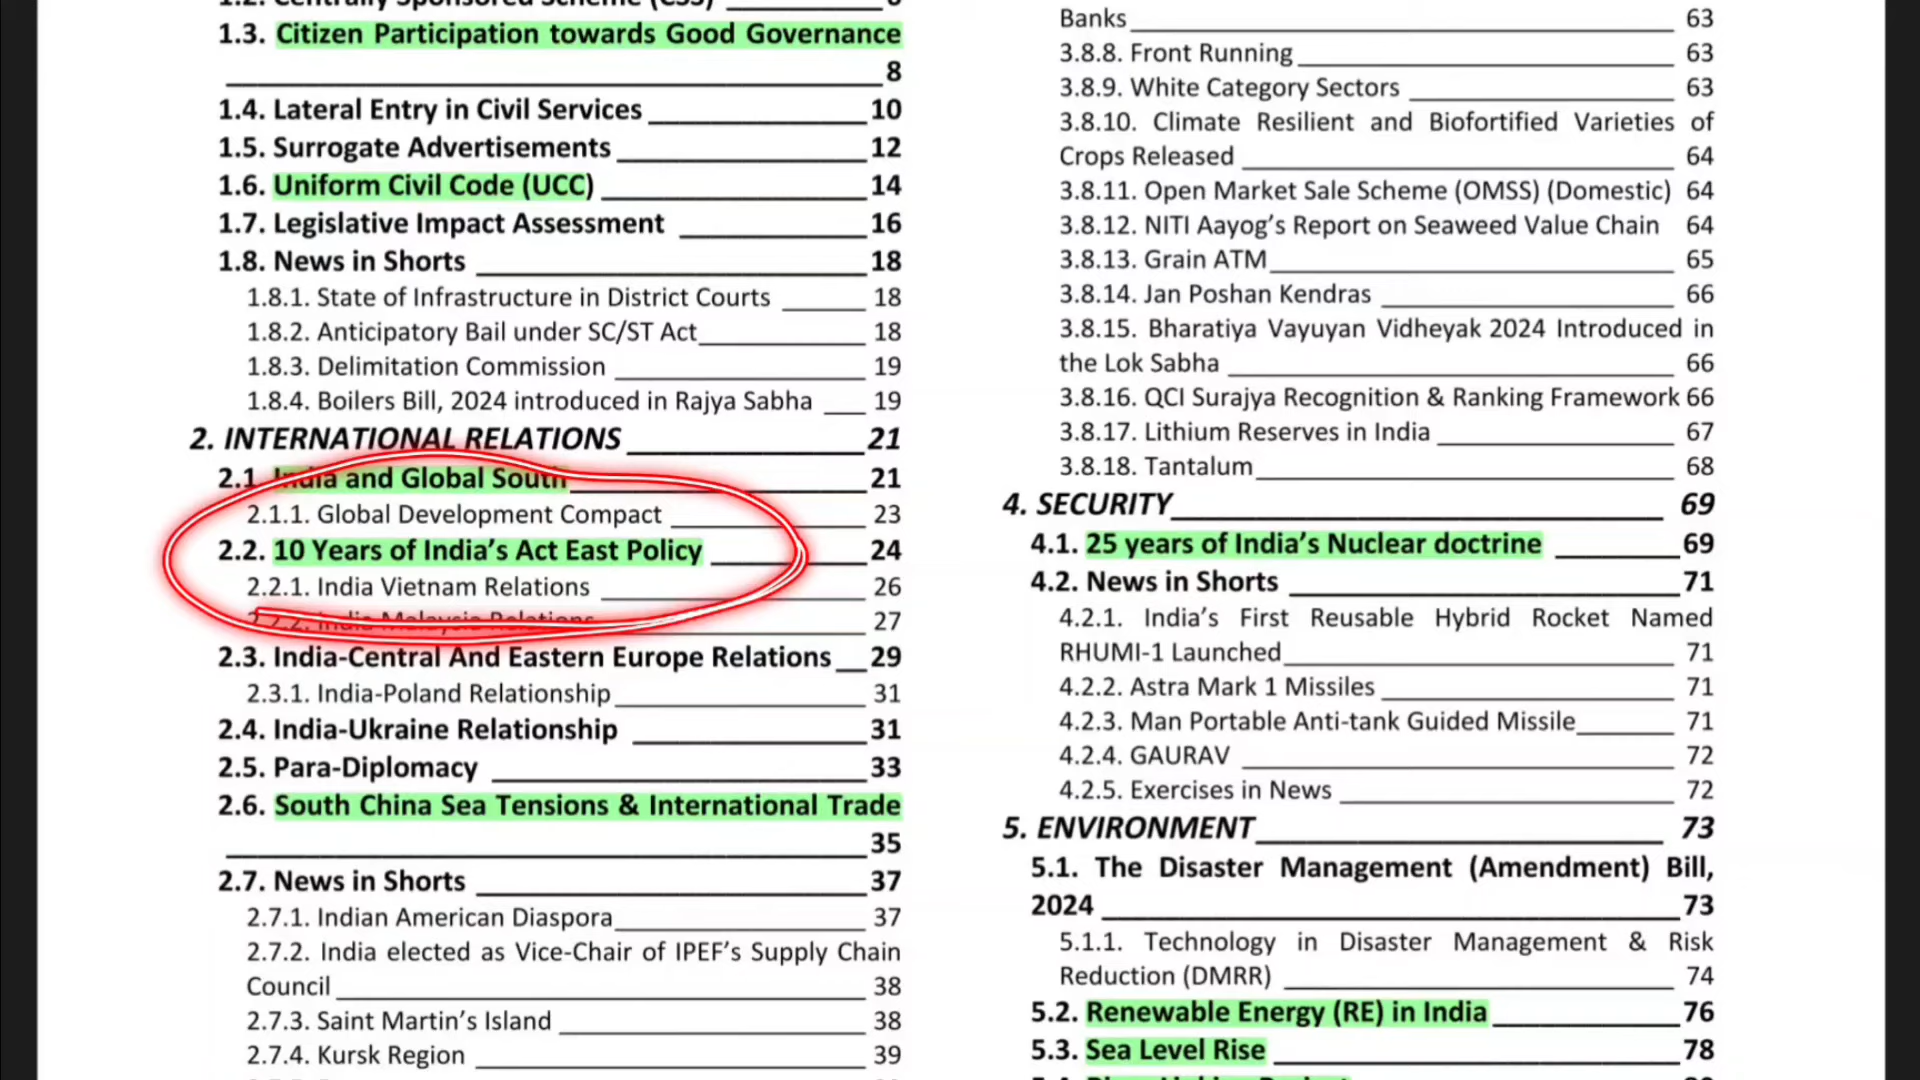 1.2. Centrally Sponsored Scheme (CSS) 8
1.3. Citizen Participation towards Good Governance
8
1.4. Lateral Entry in Civil Services 10
1.5. Surrogate Advertisements 12
1.6. Uniform Civil Code (UCC) 14
1.7. Legislative Impact Assessment 16
1.8. News in Shorts 18
1.8.1. State of Infrastructure in District Courts 18
1.8.2. Anticipatory Bail under SC/ST Act 18
1.8.3. Delimitation Commission 19
1.8.4. Boilers Bill, 2024 introduced in Rajya Sabha 19
2. INTERNATIONAL RELATIONS 21
2.1. India and Global South 21
2.1.1. Global Development Compact 23
2.2. 10 Years of India’s Act East Policy 24
2.2.1. India Vietnam Relations 26
2.2.2. India Malaysia Relations 27
2.3. India-Central And Eastern Europe Relations 29
2.3.1. India-Poland Relationship 31
2.4. India-Ukraine Relationship 31
2.5. Para-Diplomacy 33
2.6. South China Sea Tensions & International Trade
35
2.7. News in Shorts 37
2.7.1. Indian American Diaspora 37
2.7.2. India elected as Vice-Chair of IPEF’s Supply Chain
Council 38
2.7.3. Saint Martin’s Island 38
2.7.4. Kursk Region 39
Banks 63
3.8.8. Front Running 63
3.8.9. White Category Sectors 63
3.8.10. Climate Resilient and Biofortified Varieties of
Crops Released 64
3.8.11. Open Market Sale Scheme (OMSS) (Domestic) 64
3.8.12. NITI Aayog’s Report on Seaweed Value Chain 64
3.8.13. Grain ATM 65
3.8.14. Jan Poshan Kendras 66
3.8.15. Bharatiya Vayuyan Vidheyak 2024 Introduced in
the Lok Sabha 66
3.8.16. QCI Surajya Recognition & Ranking Framework 66
3.8.17. Lithium Reserves in India 67
3.8.18. Tantalum 68
4. SECURITY 69
4.1. 25 years of India’s Nuclear doctrine 69
4.2. News in Shorts 71
4.2.1. India’s First Reusable Hybrid Rocket Named
RHUMI-1 Launched 71
4.2.2. Astra Mark 1 Missiles 71
4.2.3. Man Portable Anti-tank Guided Missile 71
4.2.4. GAURAV 72
4.2.5. Exercises in News 72
5. ENVIRONMENT 73
5.1. The Disaster Management (Amendment) Bill,
2024 73
5.1.1. Technology in Disaster Management & Risk
Reduction (DMRR) 74
5.2. Renewable Energy (RE) in India 76
5.3. Sea Level Rise 78